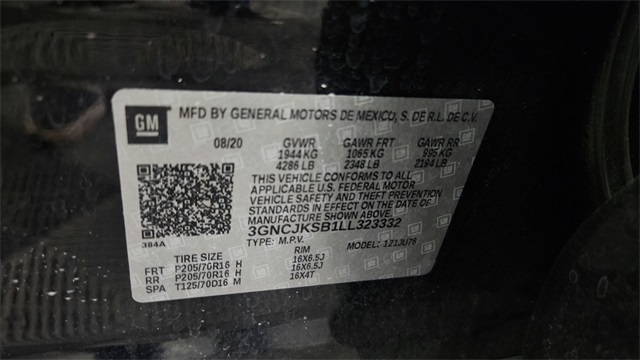 GM MFD BY GENERAL MOTORS DE MEXICO, S. DE R.L. DE C.V.
08/20 GVWR GAWR FRT GAWR RR
1944 KG 1065 KG 995 KG
4286 LB 2348 LB 2194 LB
THIS VEHICLE CONFORMS TO ALL
APPLICABLE U.S. FEDERAL MOTOR
VEHICLE SAFETY AND THEFT PREVENTION
STANDARDS IN EFFECT ON THE DATE OF
MANUFACTURE SHOWN ABOVE.
3GNCJKSB1LL323332
384A TYPE: M.P.V. MODEL: 1J1JU76
TIRE SIZE RIM
FRT P205/70R16 H 16X6.5J
RR P205/70R16 H 16X6.5J
SPA T125/70D16 M 16X4T